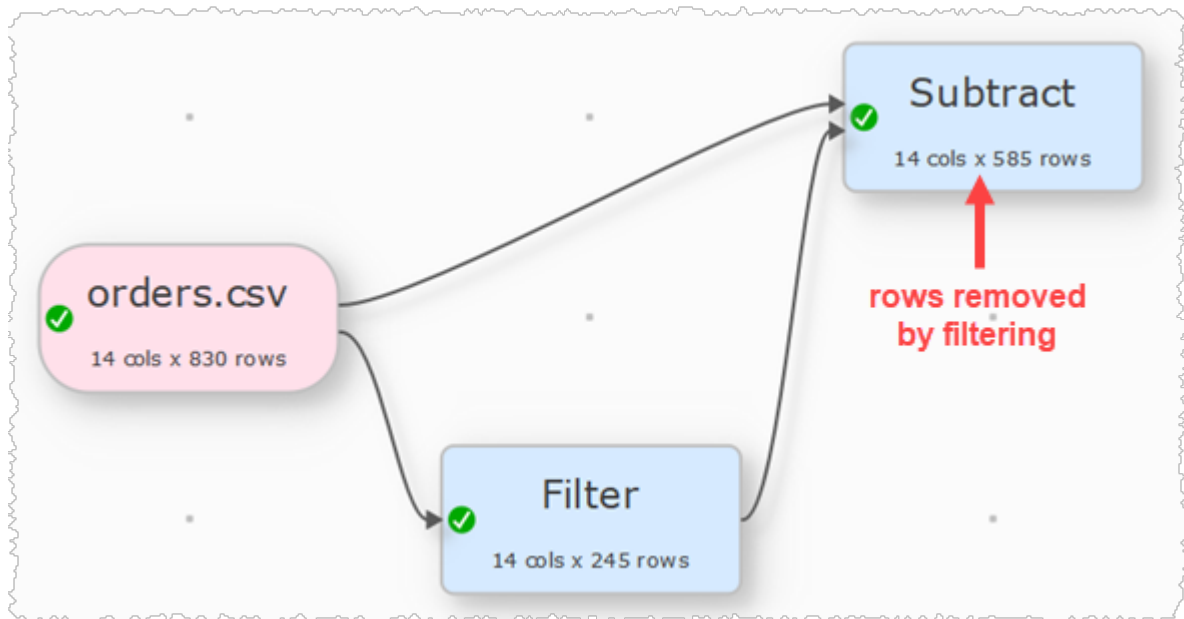 Subtract
14 cols x 585 rows
rows removed
by filtering
orders.csv
14 cols x 830 rows
Filter
14 cols x 245 rows